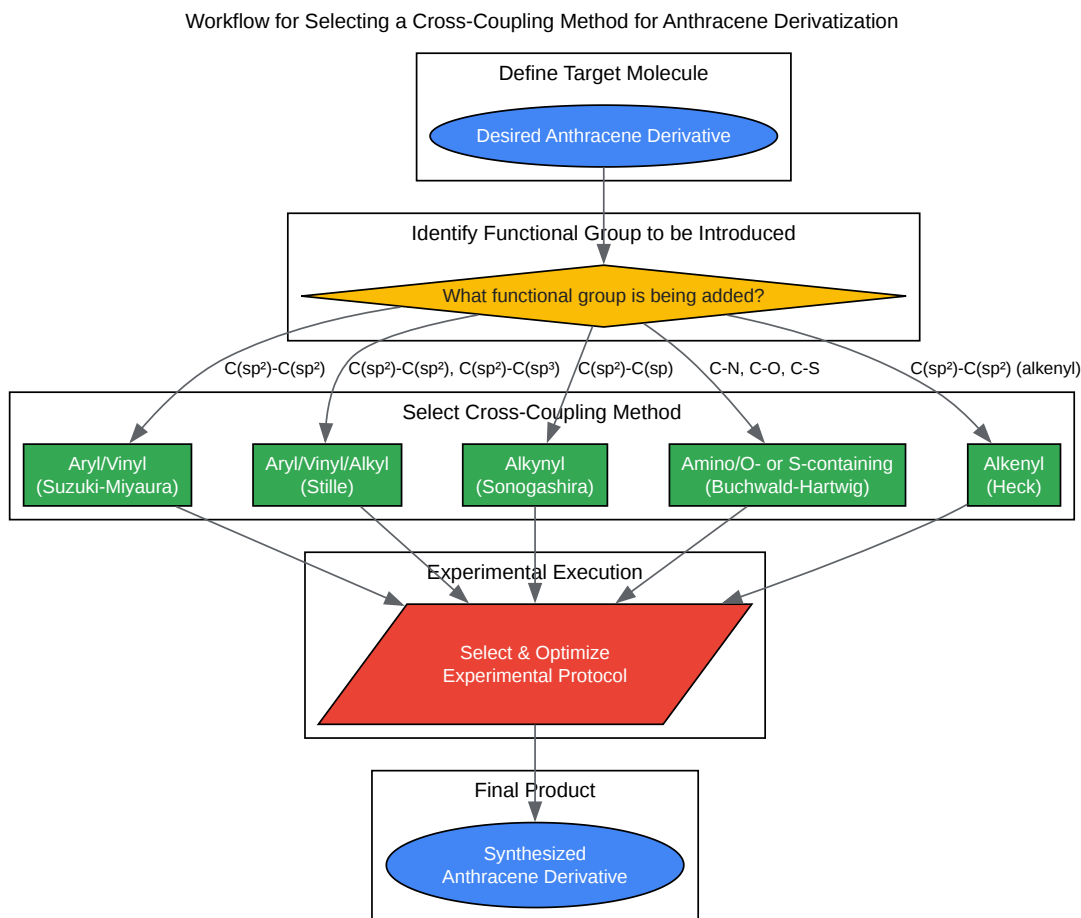 Workflow for Selecting a Cross-Coupling Method for Anthracene Derivatization
Define Target Molecule
Desired Anthracene Derivative
Identify Functional Group to be Introduced
What functional group is being added?
C(sp²)-C(sp²)
C(sp²)-C(sp²), C(sp²)-C(sp³)
C(sp²)-C(sp)
C-N, C-O, C-S
C(sp²)-C(sp²) (alkenyl)
Select Cross-Coupling Method
Aryl/Vinyl
(Suzuki-Miyaura)
Aryl/Vinyl/Alkyl
(Stille)
Alkynyl
(Sonogashira)
Amino/O- or S-containing
(Buchwald-Hartwig)
Alkenyl
(Heck)
Experimental Execution
Select & Optimize
Experimental Protocol
Final Product
Synthesized
Anthracene Derivative